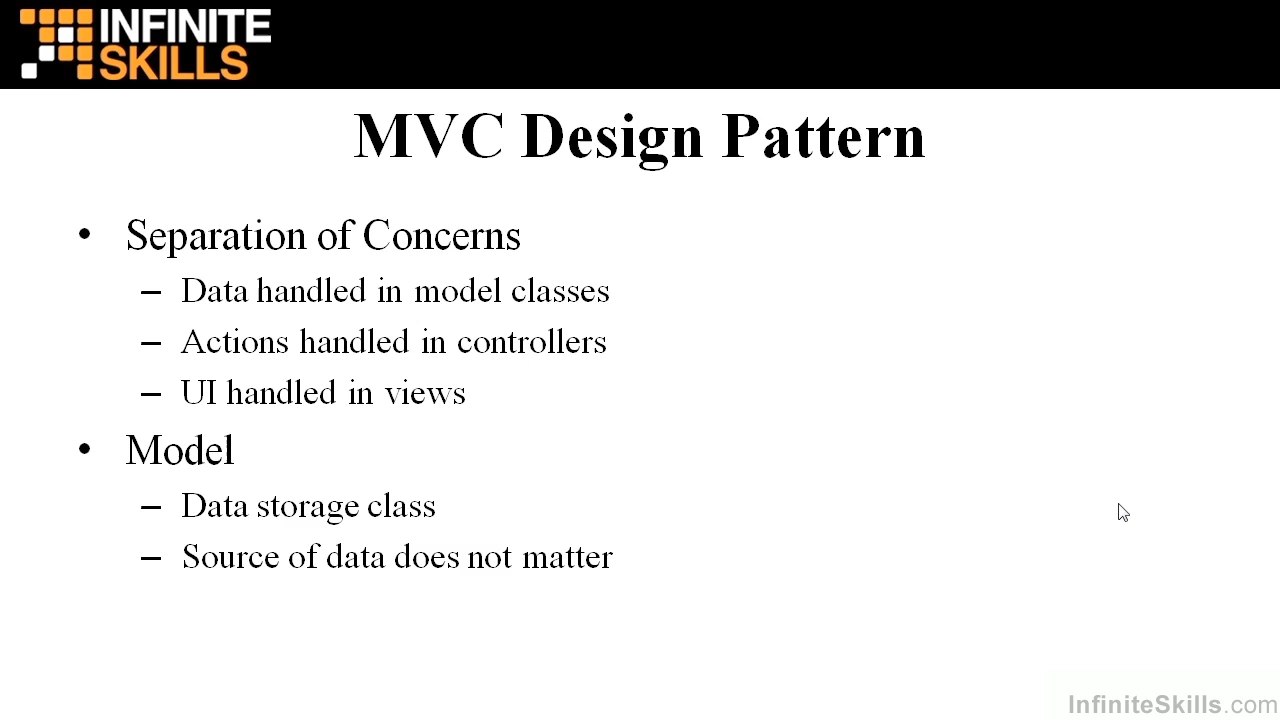 INFINITE
SKILLS
MVC Design Pattern
• Separation of Concerns
– Data handled in model classes
– Actions handled in controllers
– UI handled in views
• Model
– Data storage class
– Source of data does not matter
InfiniteSkills.com